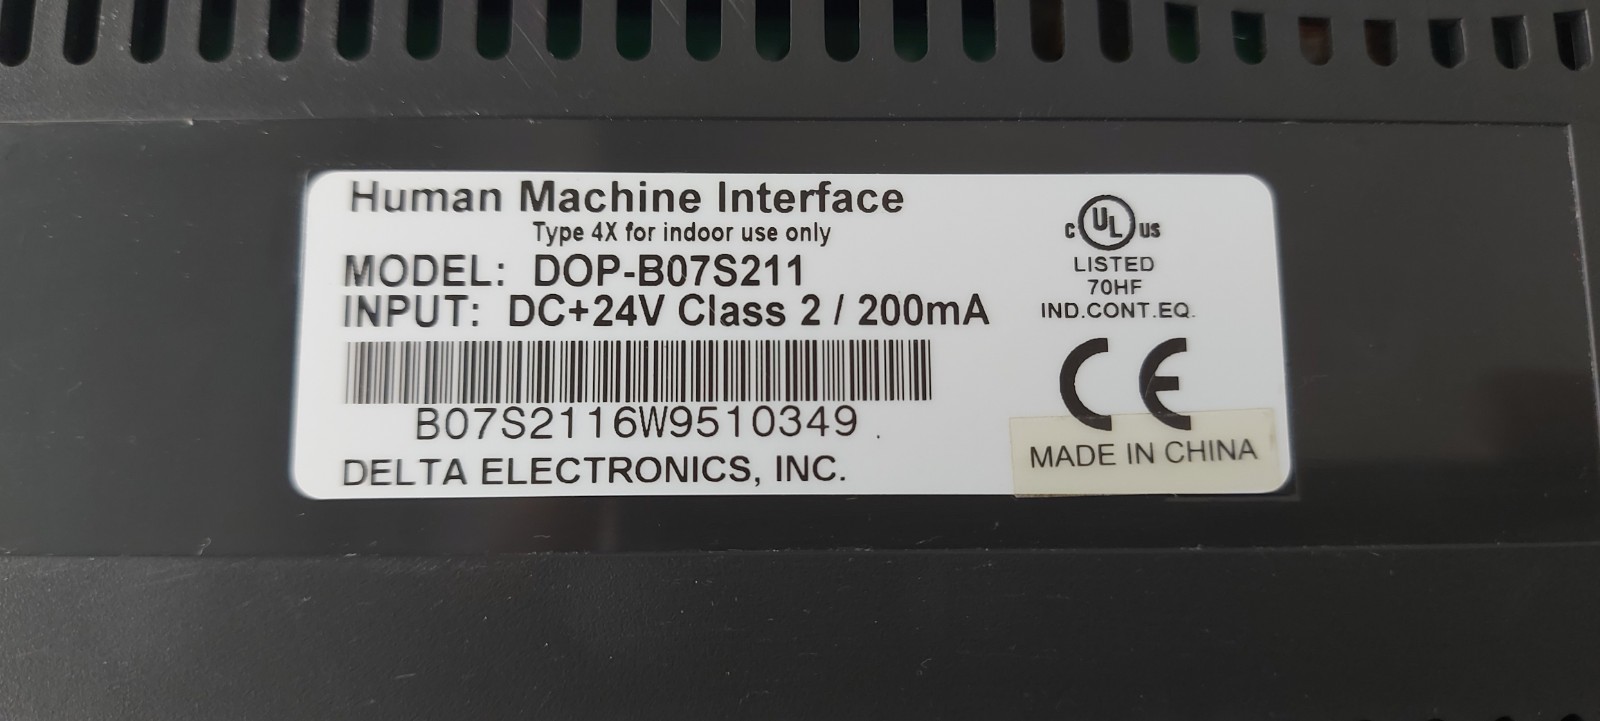 Human Machine Interface
Type 4X for indoor use only
MODEL: DOP-B07S211
INPUT: DC+24V Class 2 / 200mA
B07S2116W9510349 .
DELTA ELECTRONICS, INC.
C UL US
LISTED
70HF
IND.CONT.EQ.
CE
MADE IN CHINA